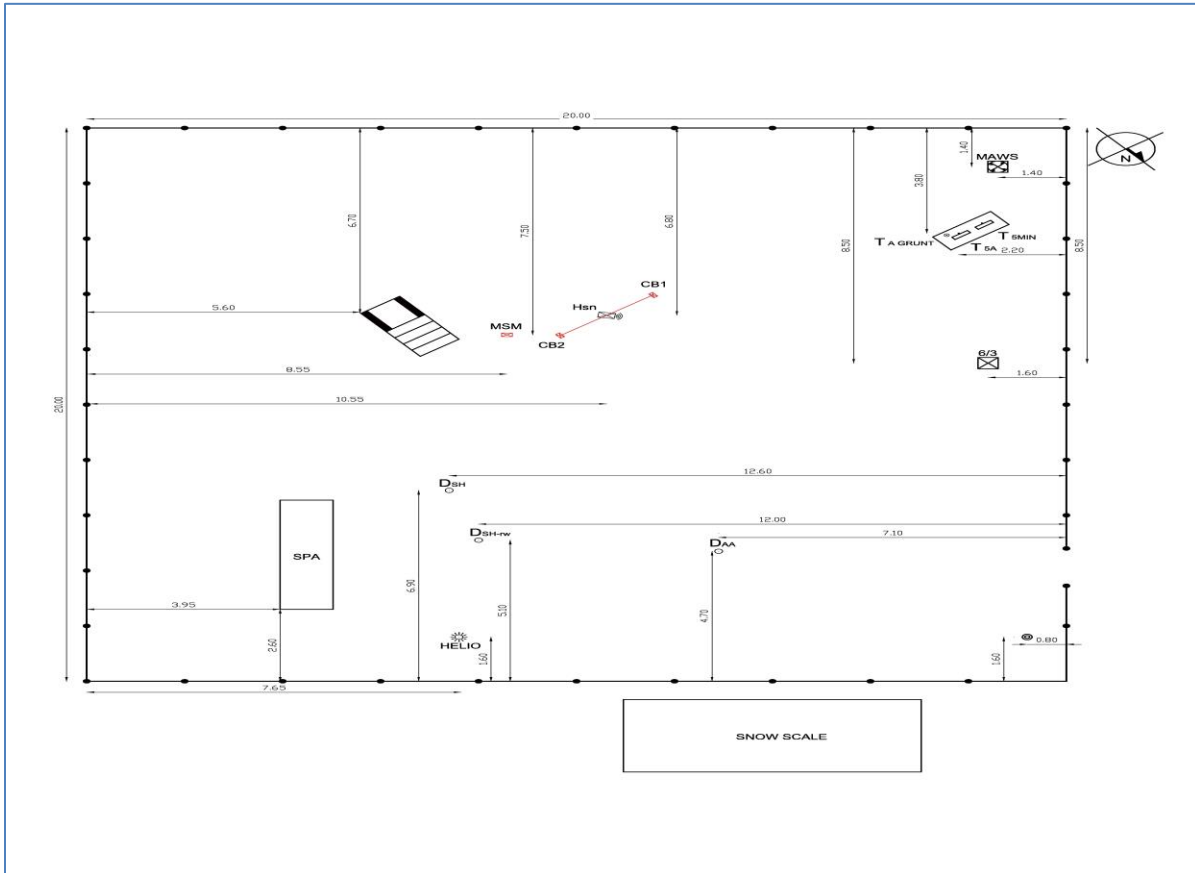 20.00
MAWS
1.40
1.40
N
3.80
6.70
7.50
6.80
8.50
8.50
T A GRUNT
T 5MIN
T 5A
2.20
CB1
Hsn
5.60
MSM
CB2
6/3
8.55
1.60
10.55
20.00
12.60
DSH
12.00
DSH-rw
7.10
DAA
SPA
6.90
5.10
4.70
3.95
2.60
HELIO
1.60
1.60
0.80
7.65
SNOW SCALE